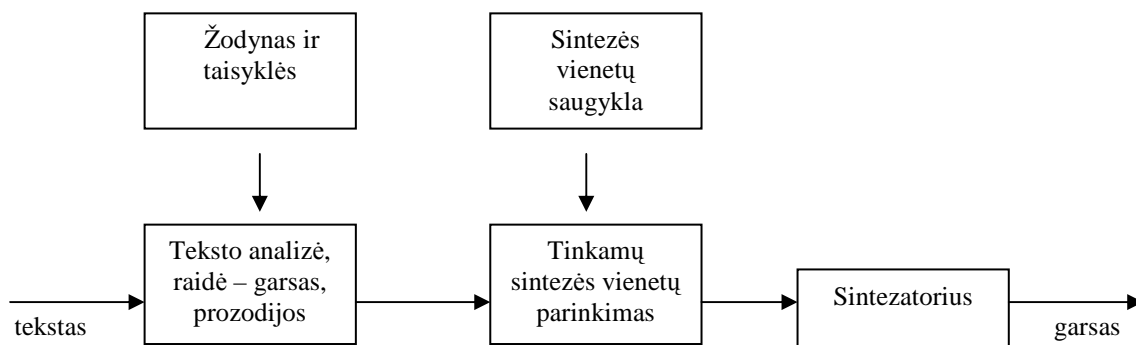 Žodynas ir
taisyklės
Sintezės
vienetų
saugykla
Teksto analizė,
raidė – garsas,
prozodijos
Tinkamų
sintezės vienetų
parinkimas
Sintezatorius
tekstas
garsas